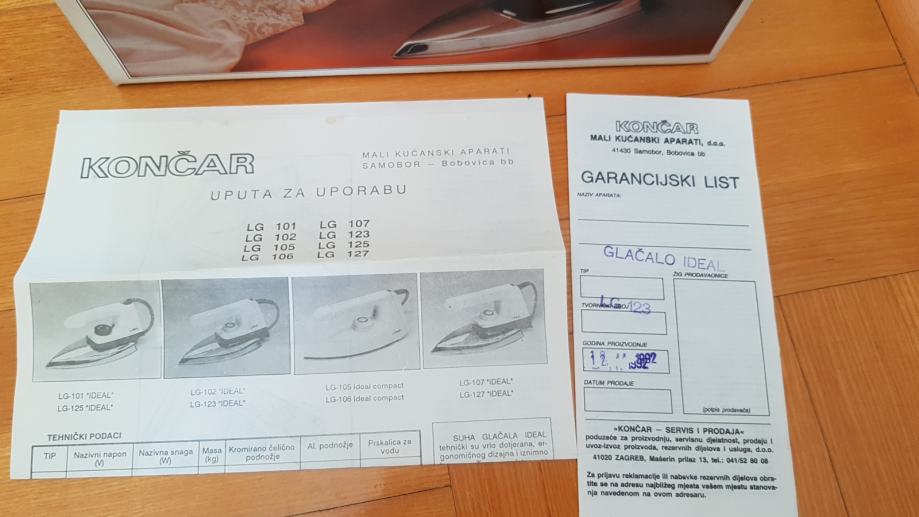 KONČAR
MALI KUĆANSKI APARATI
SAMOBOR – Bobovica bb
UPUTA ZA UPORABU
LG 101 LG 107
LG 102 LG 123
LG 105 LG 125
LG 106 LG 127
LG-101 "IDEAL"
LG-125 "IDEAL"
LG-102 "IDEAL"
LG-123 "IDEAL"
LG-105 Ideal compact
LG-106 Ideal compact
LG-107 "IDEAL"
LG-127 "IDEAL"
TEHNIČKI PODACI
TIP
Nazivni napon
(V)
Nazivna snaga
(W)
Masa
(kg)
Kromirano čelično
podnožje
Al. podnožje
Prskalica za
vodu
SUHA GLAČALA IDEAL
tehnički su vrlo dotjerana, er-
gonomičnog dizajna i iznimno
KONČAR
MALI KUĆANSKI APARATI, d.o.o.
41430 Samobor, Bobovica bb
GARANCIJSKI LIST
NAZIV APARATA:
GLAČALO IDEAL
TIP
ŽIG PRODAVAONICE
LG 123
GODINA PROIZVODNJE
1992
DATUM PRODAJE
(potpis prodavača)
»KONČAR – SERVIS I PRODAJA«
poduzeće za proizvodnju, servisnu djelatnost, prodaju i
uvoz-izvoz proizvoda, rezervnih dijelova i usluga, d.o.o.
41020 ZAGREB, Mašerin prilaz 13, tel.: 041/52 80 08
Za prijavu reklamacije ili nabavke rezervnih dijelova obra-
tite se na adresu najbližeg mjesta vašem mjestu stanova-
nja navedenom na ovom adresaru.